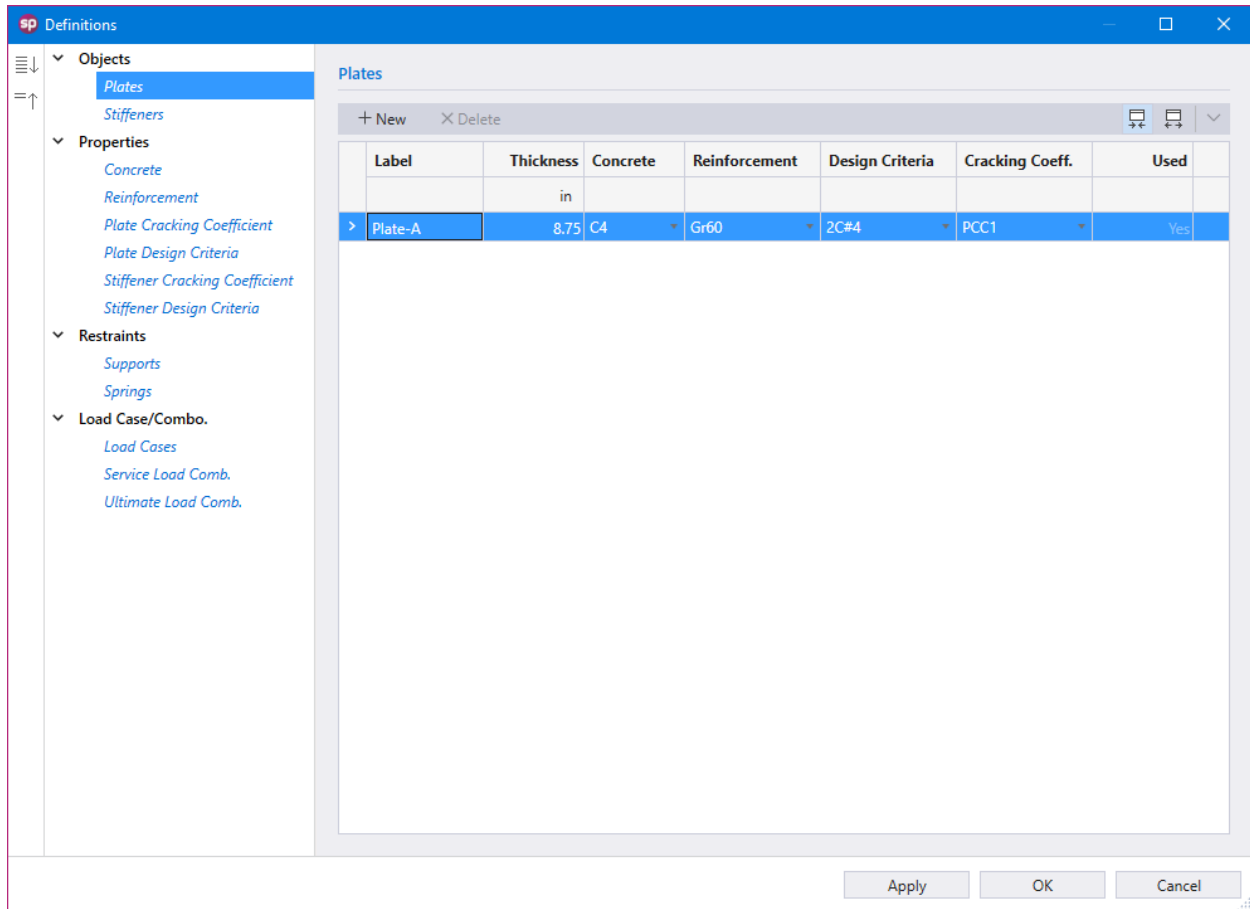 sp Definitions
Objects
Plates
Stiffeners
Properties
Concrete
Reinforcement
Plate Cracking Coefficient
Plate Design Criteria
Stiffener Cracking Coefficient
Stiffener Design Criteria
Restraints
Supports
Springs
Load Case/Combo.
Load Cases
Service Load Comb.
Ultimate Load Comb.
Plates
New Delete
Label Thickness Concrete Reinforcement Design Criteria Cracking Coeff. Used
in
Plate-A 8.75 C4 Gr60 2C#4 PCC1 Yes
Apply OK Cancel